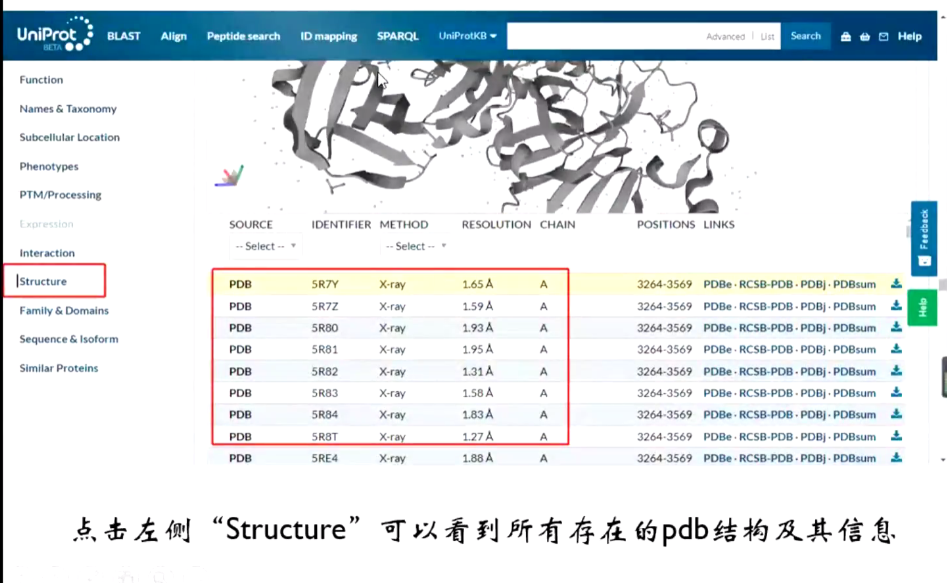 UniProt BETA BLAST Align Peptide search ID mapping SPARQL UniProtKB Advanced | List Search Help
Function
Names & Taxonomy
Subcellular Location
Phenotypes
PTM/Processing
Expression
Interaction
Structure
Family & Domains
Sequence & Isoform
Similar Proteins
SOURCE IDENTIFIER METHOD RESOLUTION CHAIN POSITIONS LINKS
-- Select -- -- Select --
PDB 5R7Y X-ray 1.65 Å A 3264-3569 PDBe · RCSB-PDB · PDBj · PDBsum
PDB 5R7Z X-ray 1.59 Å A 3264-3569 PDBe · RCSB-PDB · PDBj · PDBsum
PDB 5R80 X-ray 1.93 Å A 3264-3569 PDBe · RCSB-PDB · PDBj · PDBsum
PDB 5R81 X-ray 1.95 Å A 3264-3569 PDBe · RCSB-PDB · PDBj · PDBsum
PDB 5R82 X-ray 1.31 Å A 3264-3569 PDBe · RCSB-PDB · PDBj · PDBsum
PDB 5R83 X-ray 1.58 Å A 3264-3569 PDBe · RCSB-PDB · PDBj · PDBsum
PDB 5R84 X-ray 1.83 Å A 3264-3569 PDBe · RCSB-PDB · PDBj · PDBsum
PDB 5R8T X-ray 1.27 Å A 3264-3569 PDBe · RCSB-PDB · PDBj · PDBsum
PDB 5RE4 X-ray 1.88 Å A 3264-3569 PDBe · RCSB-PDB · PDBj · PDBsum
Feedback
Help
点击左侧“Structure”可以看到所有存在的pdb结构及其信息